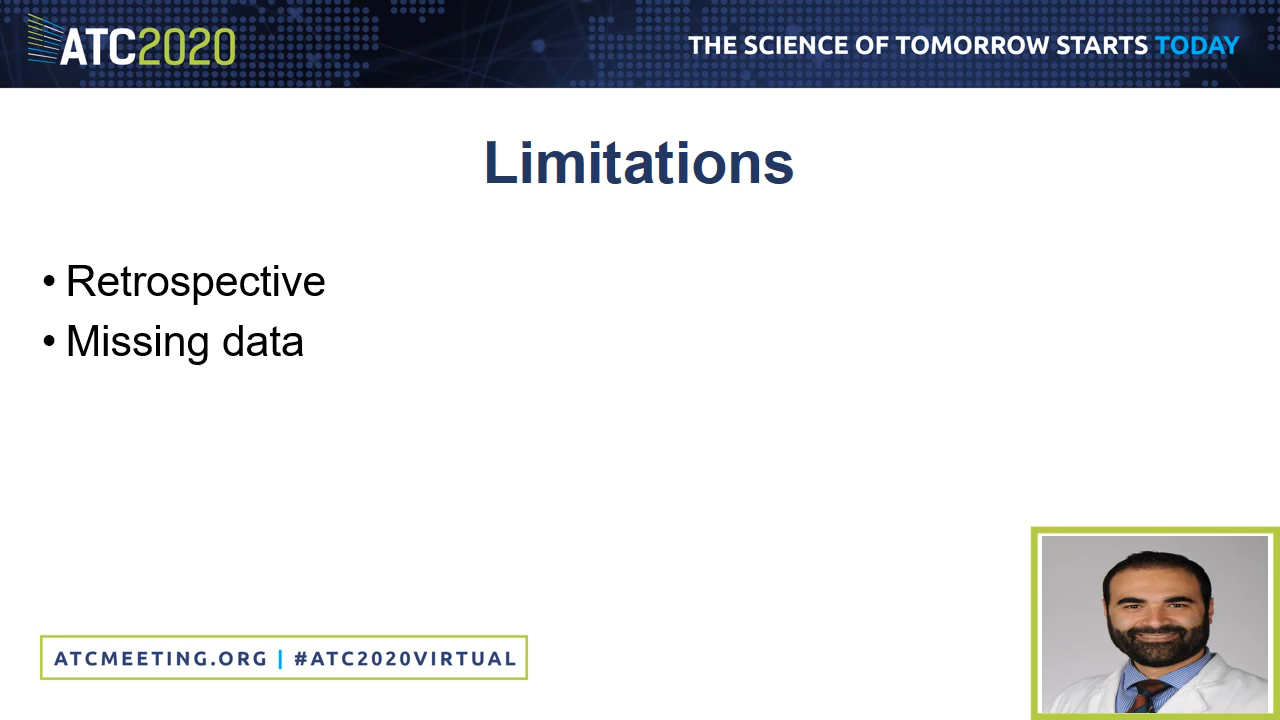 ATC2020
THE SCIENCE OF TOMORROW STARTS TODAY
Limitations
• Retrospective
• Missing data
ATCMEETING.ORG | #ATC2020VIRTUAL